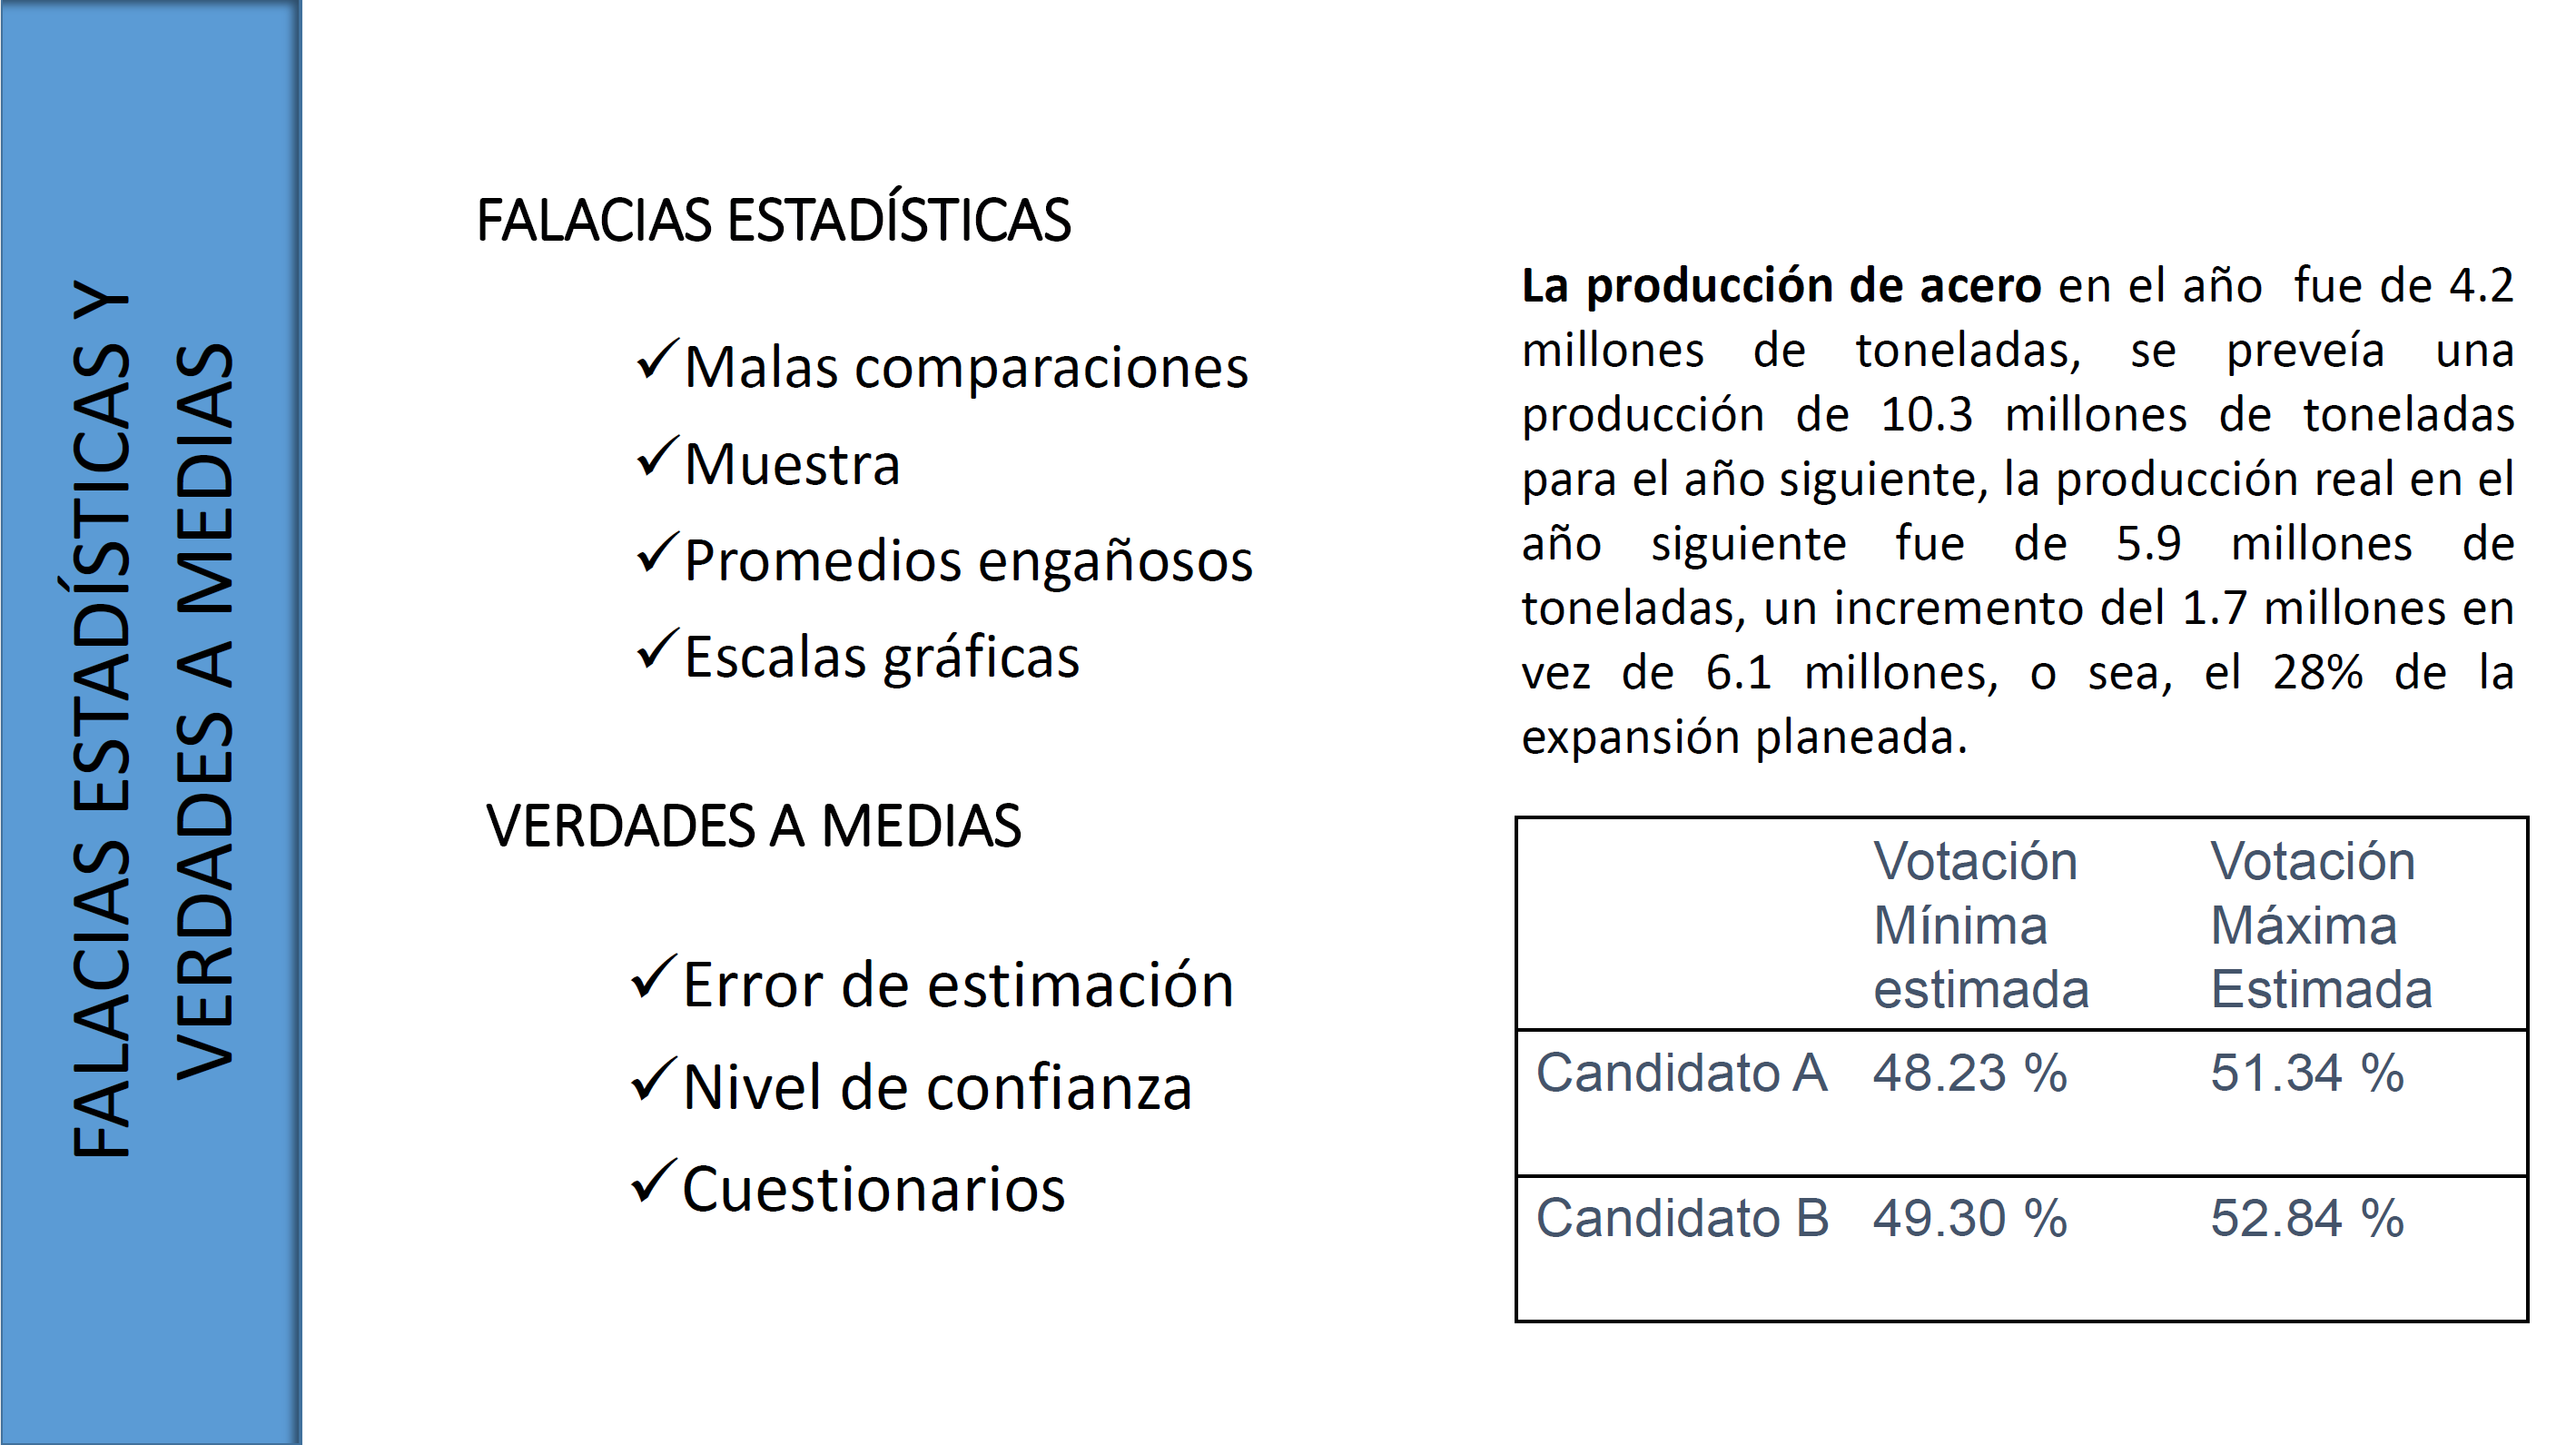 FALACIAS ESTADÍSTICAS Y
VERDADES A MEDIAS
FALACIAS ESTADÍSTICAS
✓Malas comparaciones
✓Muestra
✓Promedios engañosos
✓Escalas gráficas
VERDADES A MEDIAS
✓Error de estimación
✓Nivel de confianza
✓Cuestionarios
La producción de acero en el año fue de 4.2
millones de toneladas, se preveía una
producción de 10.3 millones de toneladas
para el año siguiente, la producción real en el
año siguiente fue de 5.9 millones de
toneladas, un incremento del 1.7 millones en
vez de 6.1 millones, o sea, el 28% de la
expansión planeada.
Votación Mínima estimada Votación Máxima Estimada
Candidato A 48.23 % 51.34 %
Candidato B 49.30 % 52.84 %